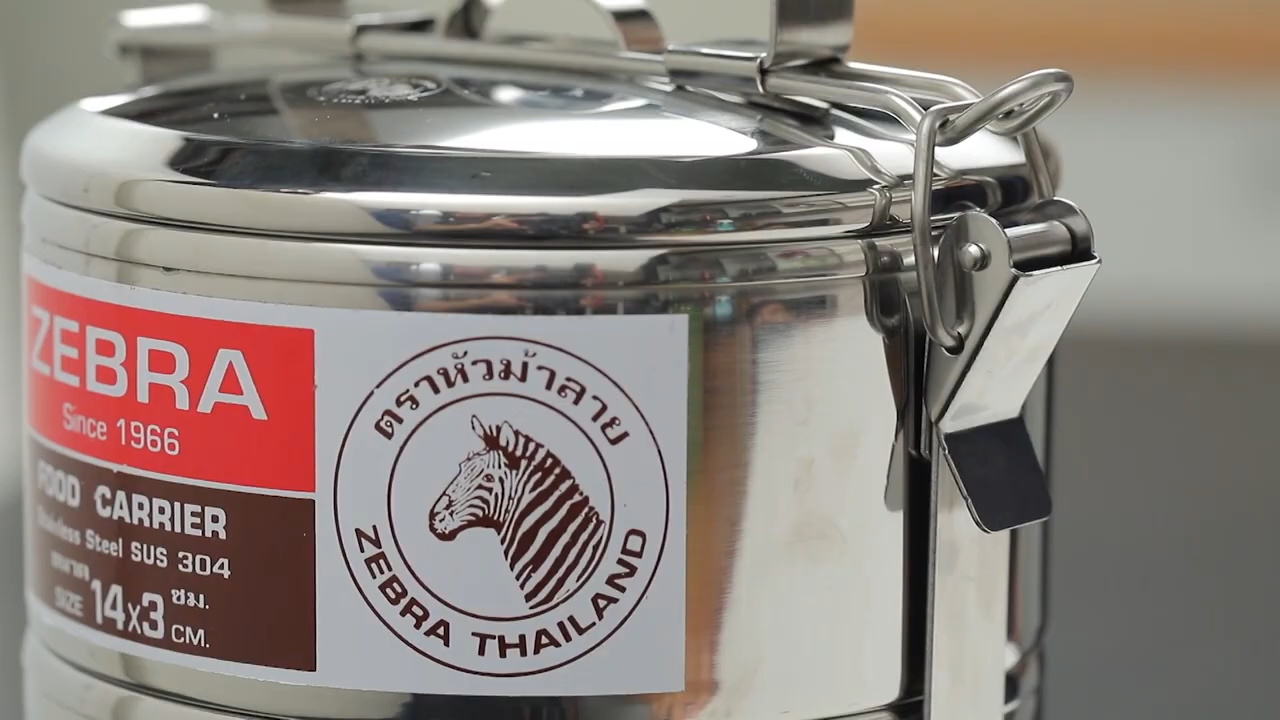 ZEBRA
Since 1966
FOOD CARRIER
Stainless Steel SUS 304
ขนาด ซม.
SIZE 14x3 CM.
ตราหัวม้าลาย
ZEBRA THAILAND